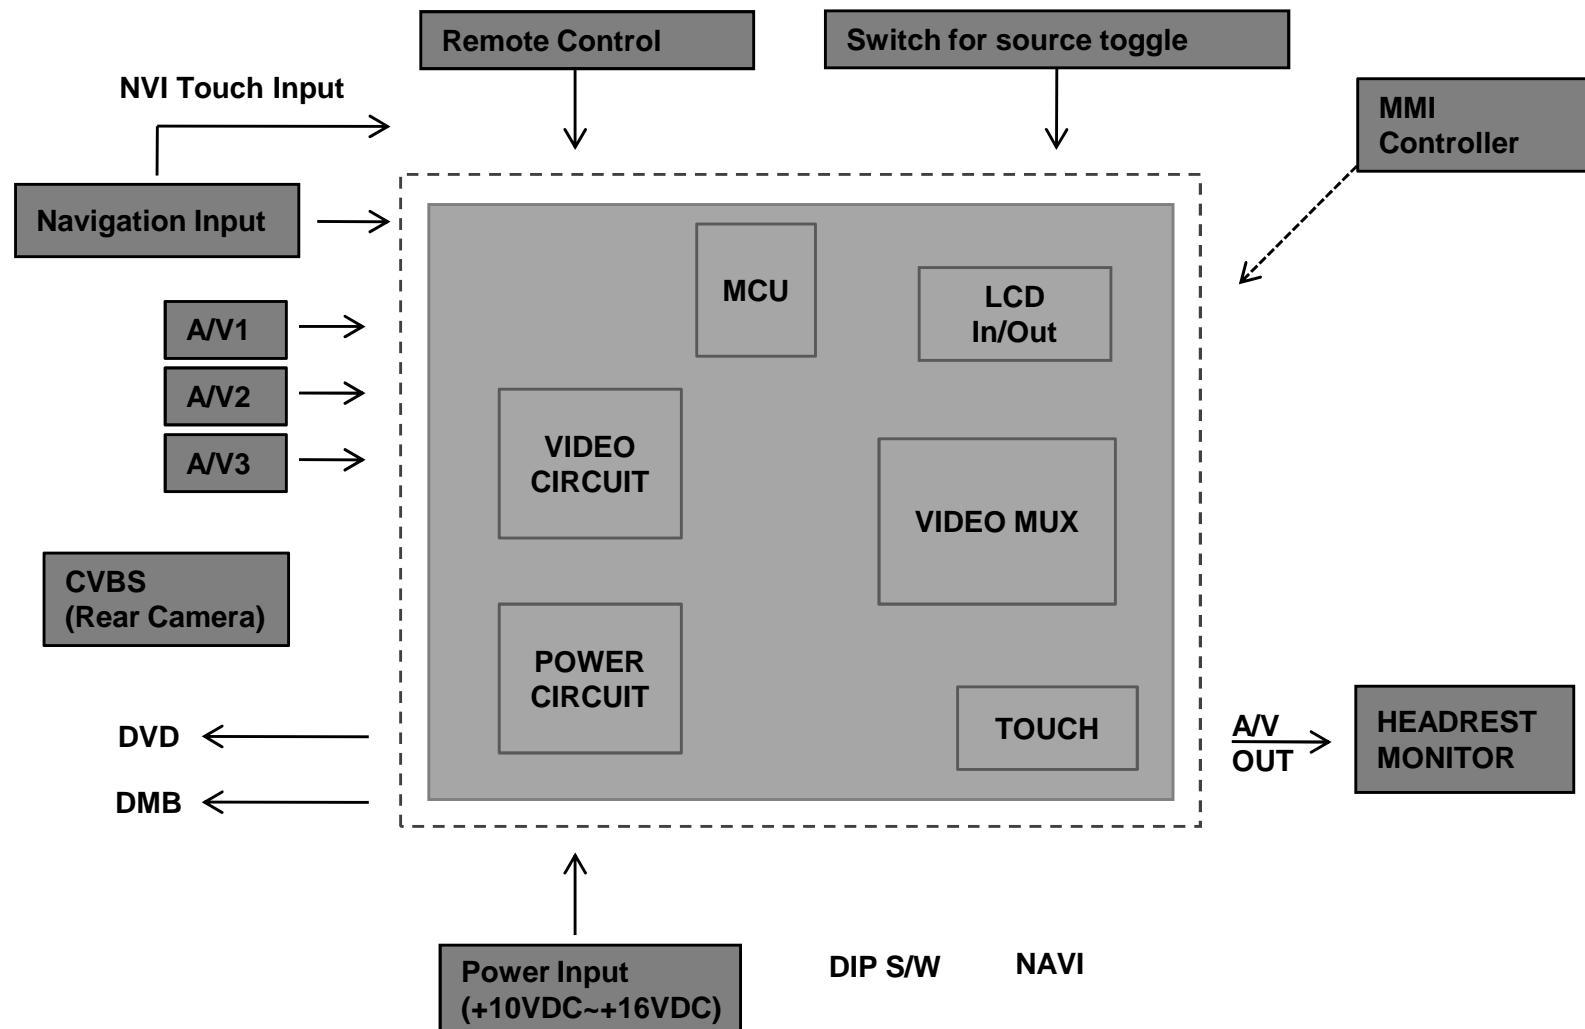 Remote Control
Switch for source toggle
NVI Touch Input
MMI
Controller
Navigation Input
MCU
LCD
In/Out
A/V1
A/V2
A/V3
VIDEO
CIRCUIT
VIDEO MUX
CVBS
(Rear Camera)
POWER
CIRCUIT
TOUCH
DVD
DMB
A/V
OUT
HEADREST
MONITOR
Power Input
(+10VDC~+16VDC)
DIP S/W
NAVI